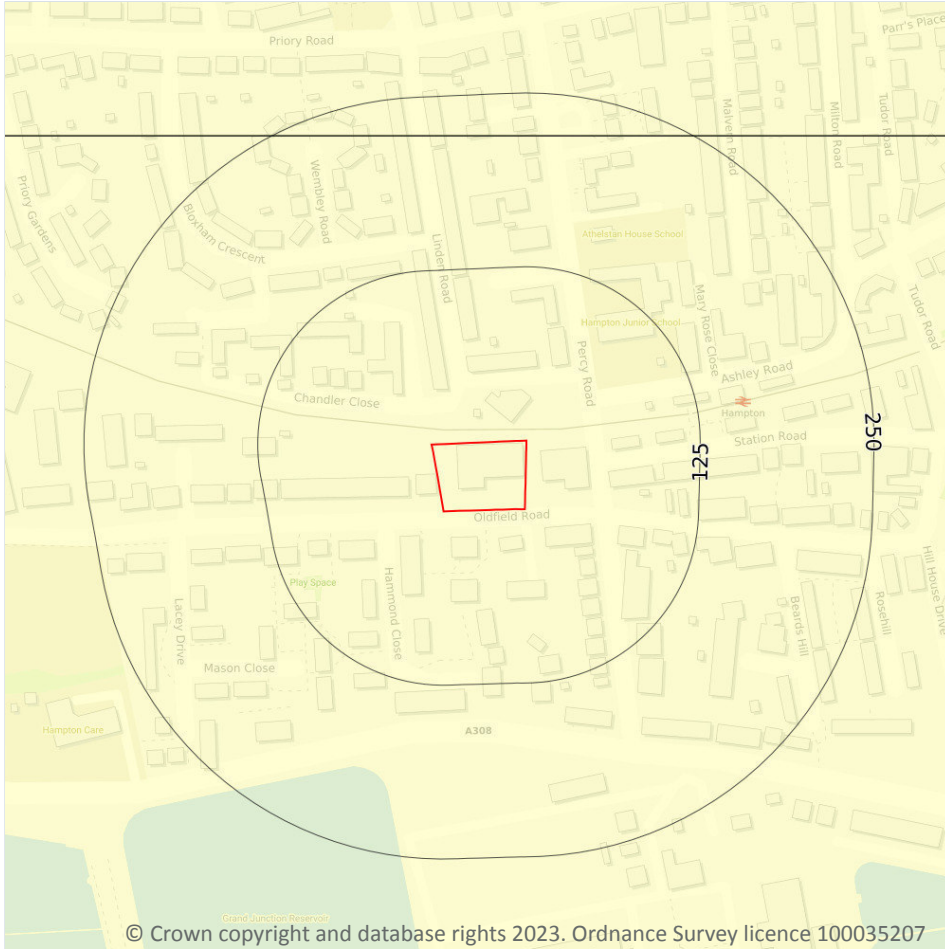 Priory Road
Parr's Place
Malvern Road
Milton Road
Tudor Road
Priory Gardens
Wembley Road
Bloxham Crescent
Linden Road
Athelstan House School
Mary Rose Close
Tudor Road
Hampton Junior School
Percy Road
Ashley Road
Chandler Close
Hampton
Station Road
250
125
Oldfield Road
Play Space
Hammond Close
Lacey Drive
Mason Close
Beards Hill
Rosehill
Hill House Drive
Hampton Care
A308
Grand Junction Reservoir
© Crown copyright and database rights 2023. Ordnance Survey licence 100035207